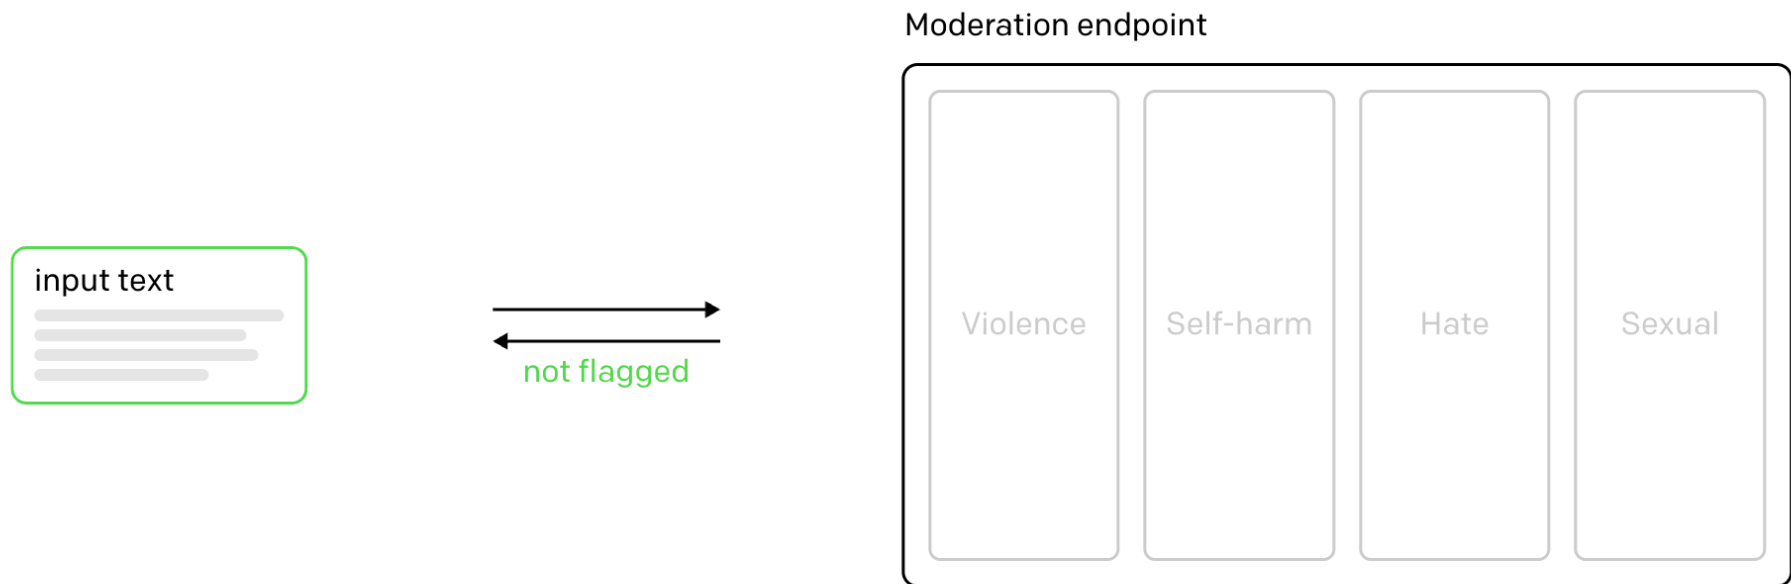 Moderation endpoint
input text
not flagged
Violence
Self-harm
Hate
Sexual